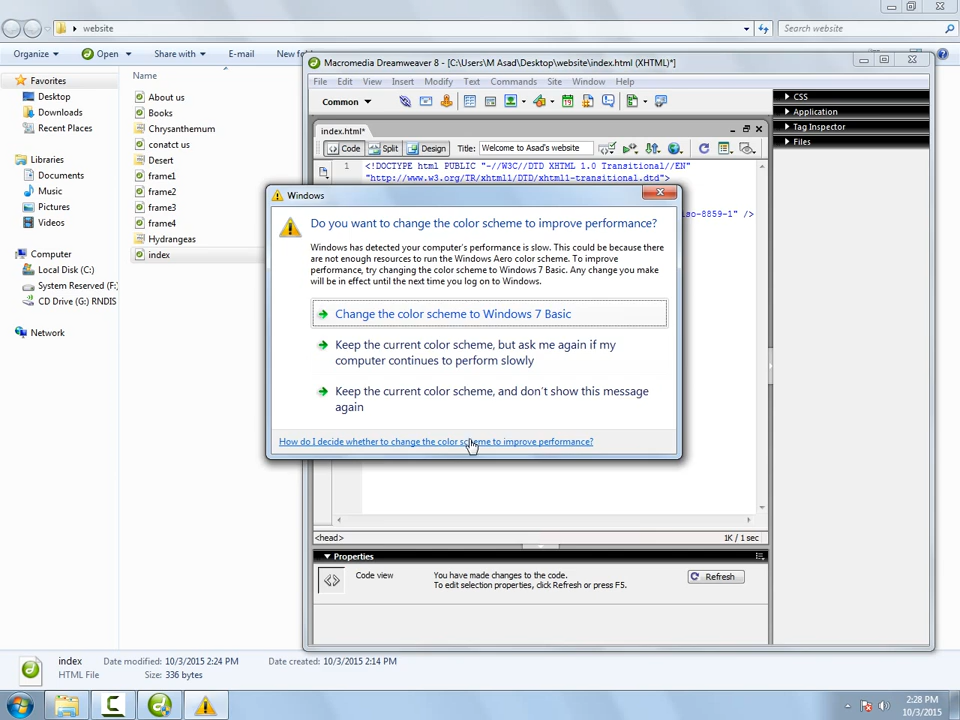 website
Search website
Organize
Open
Share with
E-mail
Favorites
Desktop
Downloads
Recent Places
Libraries
Documents
Music
Pictures
Videos
Computer
Local Disk (C:)
System Reserved (F:
CD Drive (G:) RNDIS
Network
Name
About us
Books
Chrysanthemum
conatct us
Desert
frame1
frame2
frame3
frame4
Hydrangeas
index
Macromedia Dreamweaver 8 - [C:\Users\M Asad\Desktop\website\index.html (XHTML)*]
File Edit View Insert Modify Text Commands Site Window Help
Common
index.html*
Code Split Design Title: Welcome to Asad's website
1 <!DOCTYPE html PUBLIC "-//W3C//DTD XHTML 1.0 Transitional//EN"
"http://www.w3.org/TR/xhtml1/DTD/xhtml1-transitional.dtd">
so-8859-1" />
CSS
Application
Tag Inspector
Files
Windows
Do you want to change the color scheme to improve performance?
Windows has detected your computer's performance is slow. This could be because there
are not enough resources to run the Windows Aero color scheme. To improve
performance, try changing the color scheme to Windows 7 Basic. Any change you make
will be in effect until the next time you log on to Windows.
Change the color scheme to Windows 7 Basic
Keep the current color scheme, but ask me again if my
computer continues to perform slowly
Keep the current color scheme, and don't show this message
again
How do I decide whether to change the color scheme to improve performance?
<head>
1K / 1 sec
Properties
Code view
You have made changes to the code.
To edit selection properties, click Refresh or press F5.
Refresh
index Date modified: 10/3/2015 2:24 PM Date created: 10/3/2015 2:14 PM
HTML File Size: 336 bytes
2:28 PM
10/3/2015